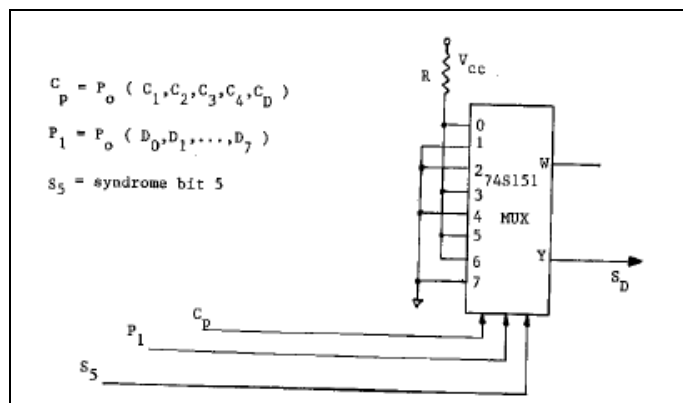 C_p = P_o ( C_1,C_2,C_3,C_4,C_D )
P_1 = P_o ( D_0,D_1,...,D_7)
S_5 = syndrome bit 5
R
V_cc
0
1
2
3
4
5
6
7
74S151
MUX
W
Y
S_D
C_p
P_1
S_5